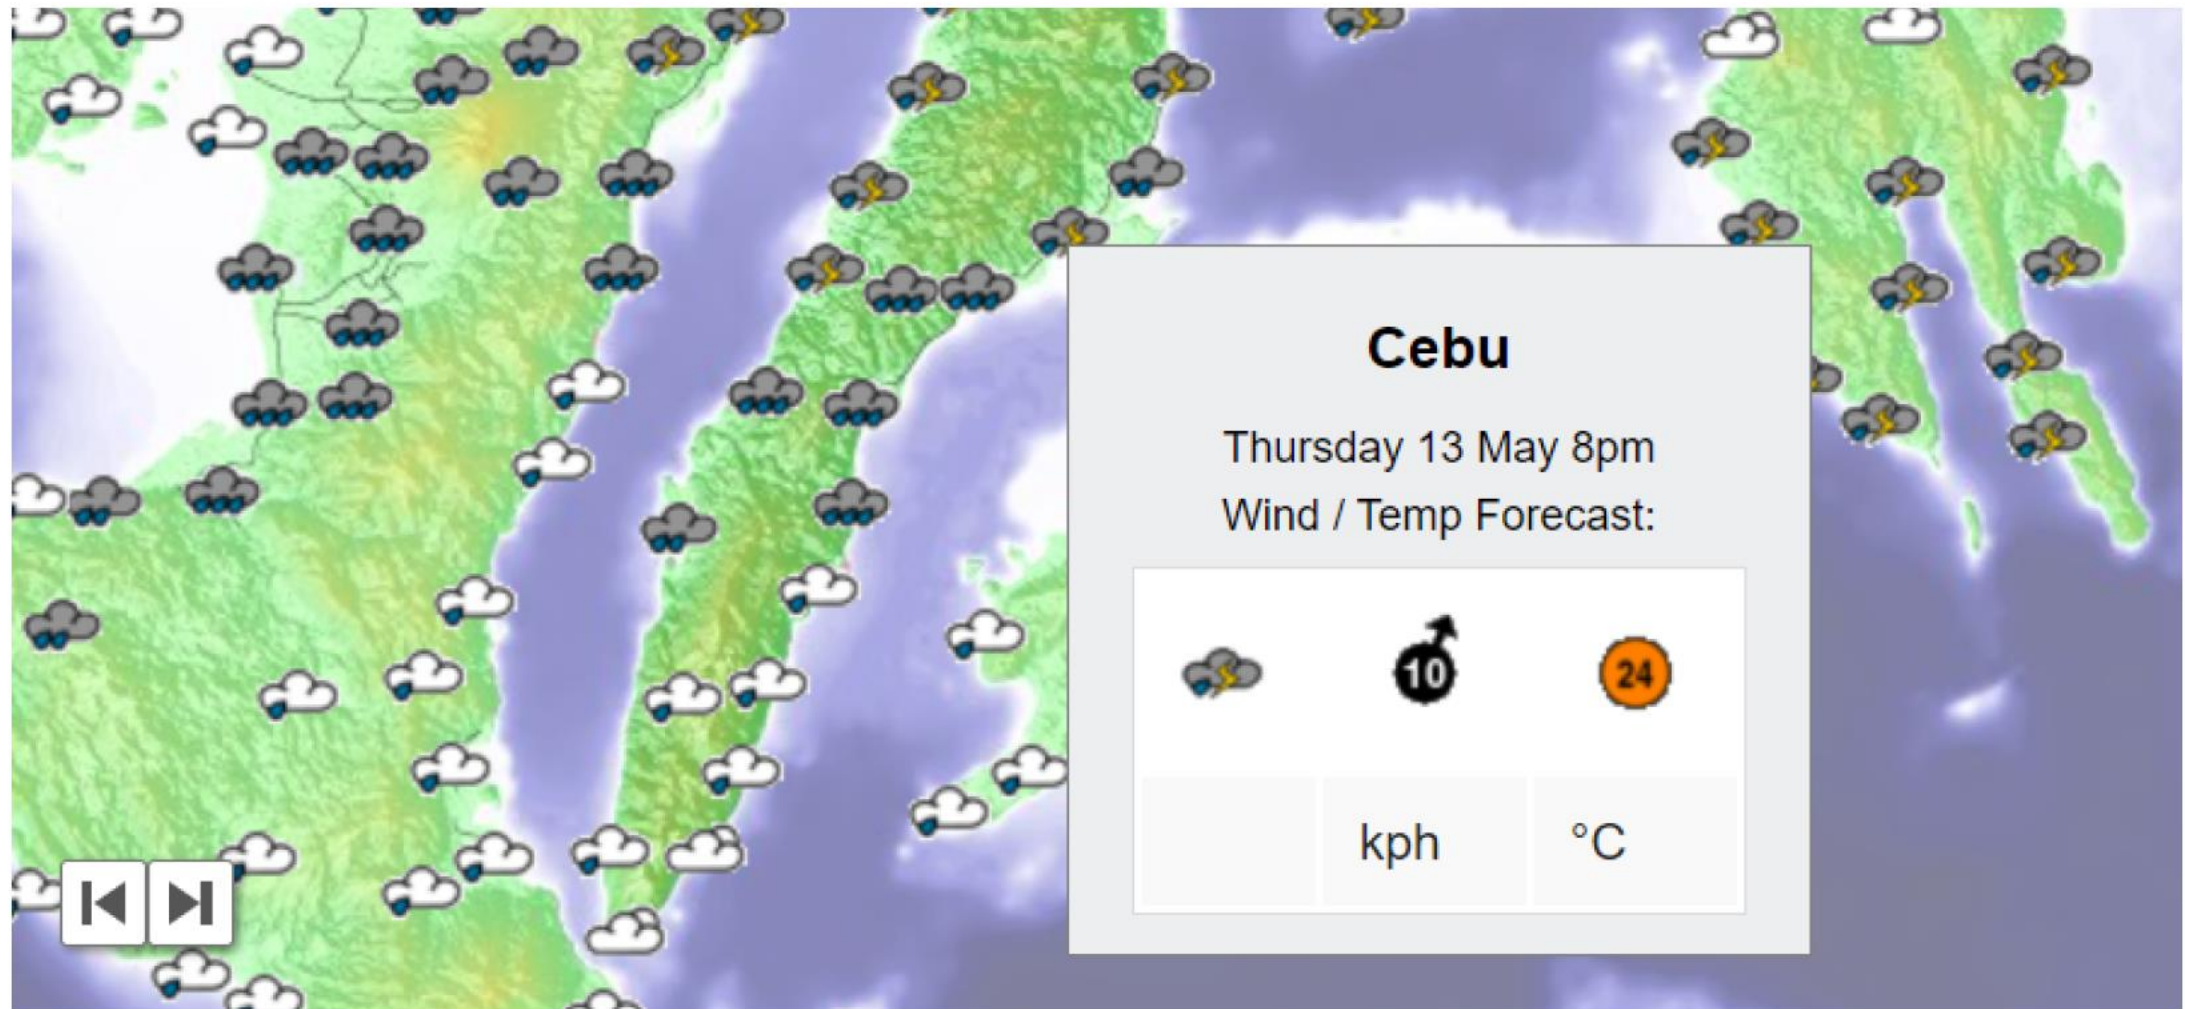 Cebu
Thursday 13 May 8pm
Wind / Temp Forecast:
10 24
kph °C